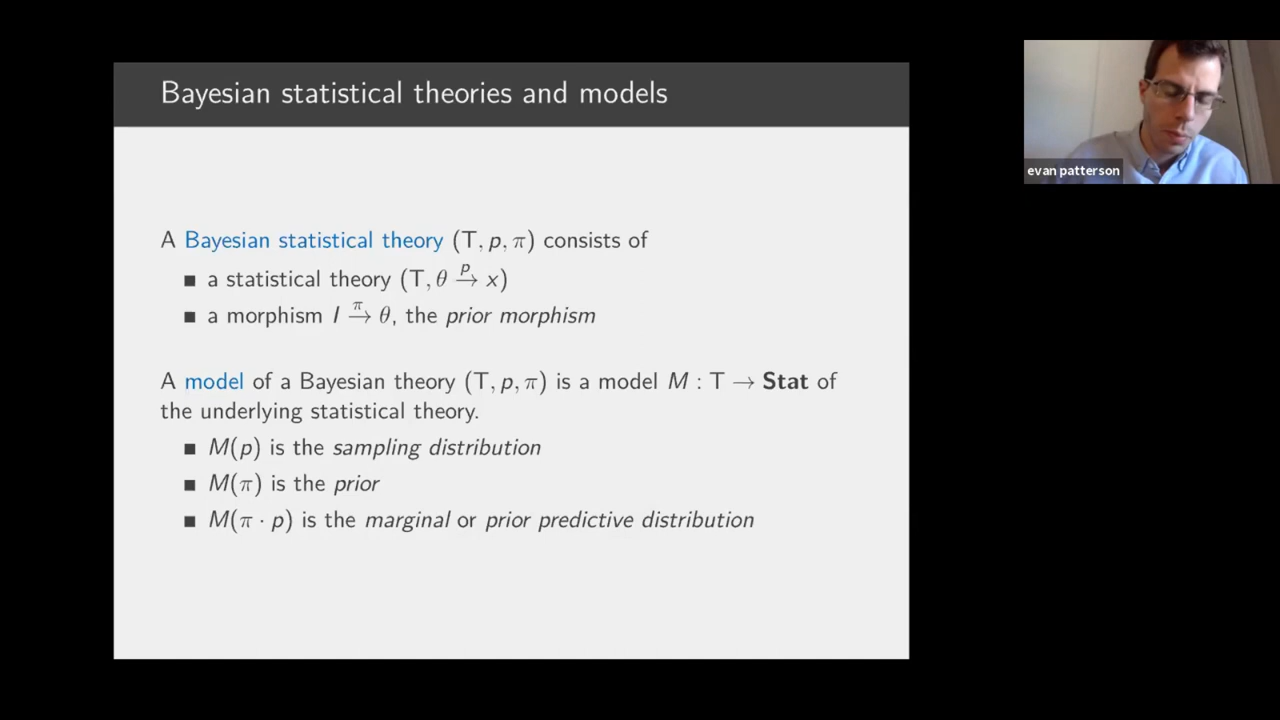 Bayesian statistical theories and models
evan patterson
A Bayesian statistical theory (T, p, π) consists of
■ a statistical theory (T, θ →ᵖ x)
■ a morphism I →^π θ, the prior morphism
A model of a Bayesian theory (T, p, π) is a model M : T → Stat of
the underlying statistical theory.
■ M(p) is the sampling distribution
■ M(π) is the prior
■ M(π · p) is the marginal or prior predictive distribution